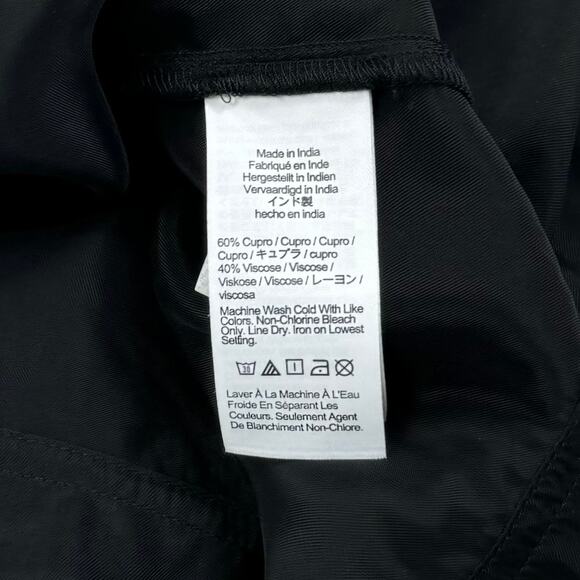 Made in India
Fabriqué en Inde
Hergestellt in Indien
Vervaardigd in India
インド製
hecho en india
60% Cupro / Cupro / Cupro /
Cupro / キュプラ / cupro
40% Viscose / Viscose /
Viskose / Viscose / レーヨン /
viscosa
Machine Wash Cold With Like
Colors. Non-Chlorine Bleach
Only. Line Dry. Iron on Lowest
Setting.
30
Laver À La Machine À L'Eau
Froide En Séparant Les
Couleurs. Seulement Agent
De Blanchiment Non-Chlore.